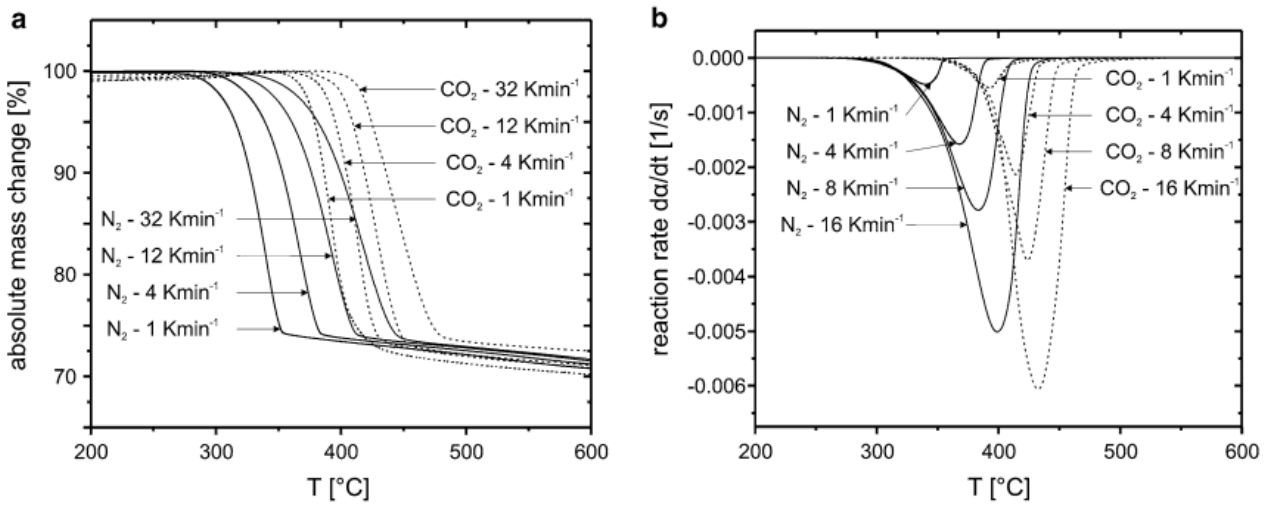 a
absolute mass change [%]
100
90
80
70
200
300
400
500
600
T [°C]
CO₂ - 32 Kmin⁻¹
CO₂ - 12 Kmin⁻¹
CO₂ - 4 Kmin⁻¹
CO₂ - 1 Kmin⁻¹
N₂ - 32 Kmin⁻¹
N₂ - 12 Kmin⁻¹
N₂ - 4 Kmin⁻¹
N₂ - 1 Kmin⁻¹
b
reaction rate dα/dt [1/s]
0.000
-0.001
-0.002
-0.003
-0.004
-0.005
-0.006
200
300
400
500
600
T [°C]
N₂ - 1 Kmin⁻¹
N₂ - 4 Kmin⁻¹
N₂ - 8 Kmin⁻¹
N₂ - 16 Kmin⁻¹
CO₂ - 1 Kmin⁻¹
CO₂ - 4 Kmin⁻¹
CO₂ - 8 Kmin⁻¹
CO₂ - 16 Kmin⁻¹